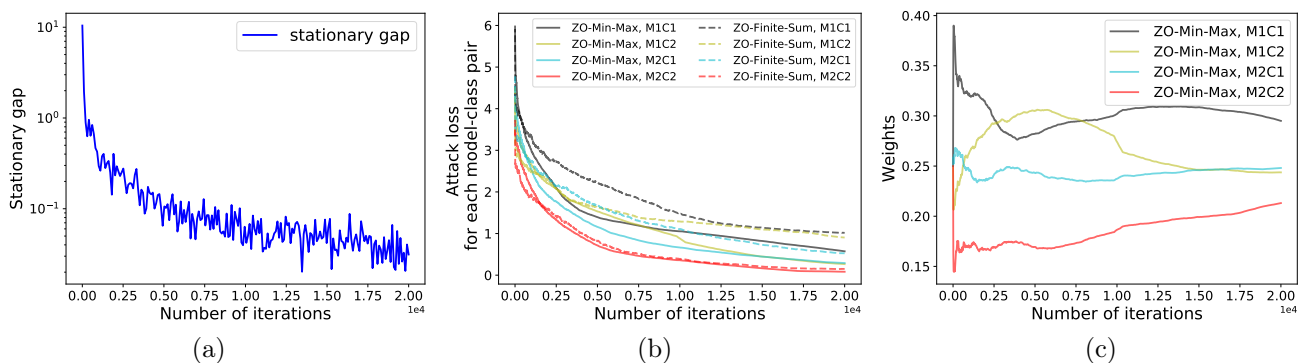 10¹
10⁰
10⁻¹
Stationary gap
stationary gap
0.00 0.25 0.50 0.75 1.00 1.25 1.50 1.75 2.00
1e4
Number of iterations
(a)
6
5
4
3
2
1
0
Attack loss
for each model-class pair
ZO-Min-Max, M1C1
ZO-Min-Max, M1C2
ZO-Min-Max, M2C1
ZO-Min-Max, M2C2
ZO-Finite-Sum, M1C1
ZO-Finite-Sum, M1C2
ZO-Finite-Sum, M2C1
ZO-Finite-Sum, M2C2
0.00 0.25 0.50 0.75 1.00 1.25 1.50 1.75 2.00
1e4
Number of iterations
(b)
0.40
0.35
0.30
0.25
0.20
0.15
Weights
ZO-Min-Max, M1C1
ZO-Min-Max, M1C2
ZO-Min-Max, M2C1
ZO-Min-Max, M2C2
0.00 0.25 0.50 0.75 1.00 1.25 1.50 1.75 2.00
1e4
Number of iterations
(c)